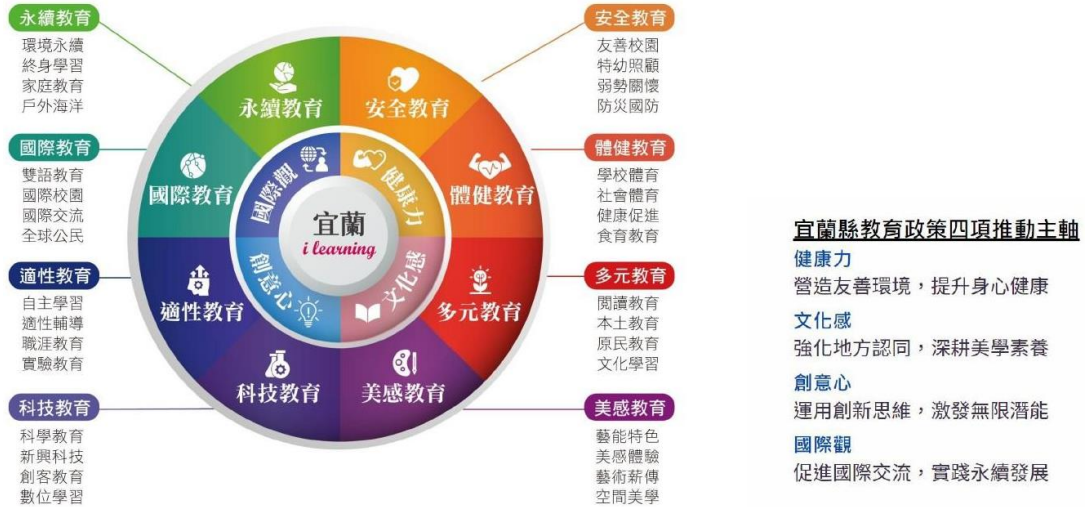 永續教育
環境永續
終身學習
家庭教育
戶外海洋
國際教育
雙語教育
國際校園
國際交流
全球公民
適性教育
自主學習
適性輔導
職涯教育
實驗教育
科技教育
科學教育
新興科技
創客教育
數位學習
永續教育
安全教育
國際教育
體健教育
適性教育
多元教育
科技教育
美感教育
國際觀
健康力
創意心
文化感
宜蘭
i learning
安全教育
友善校園
特幼照顧
弱勢關懷
防災國防
體健教育
學校體育
社會體育
健康促進
食育教育
多元教育
閱讀教育
本土教育
原民教育
文化學習
美感教育
藝能特色
美感體驗
藝術薪傳
空間美學
宜蘭縣教育政策四項推動主軸
健康力
營造友善環境，提升身心健康
文化感
強化地方認同，深耕美學素養
創意心
運用創新思維，激發無限潛能
國際觀
促進國際交流，實踐永續發展